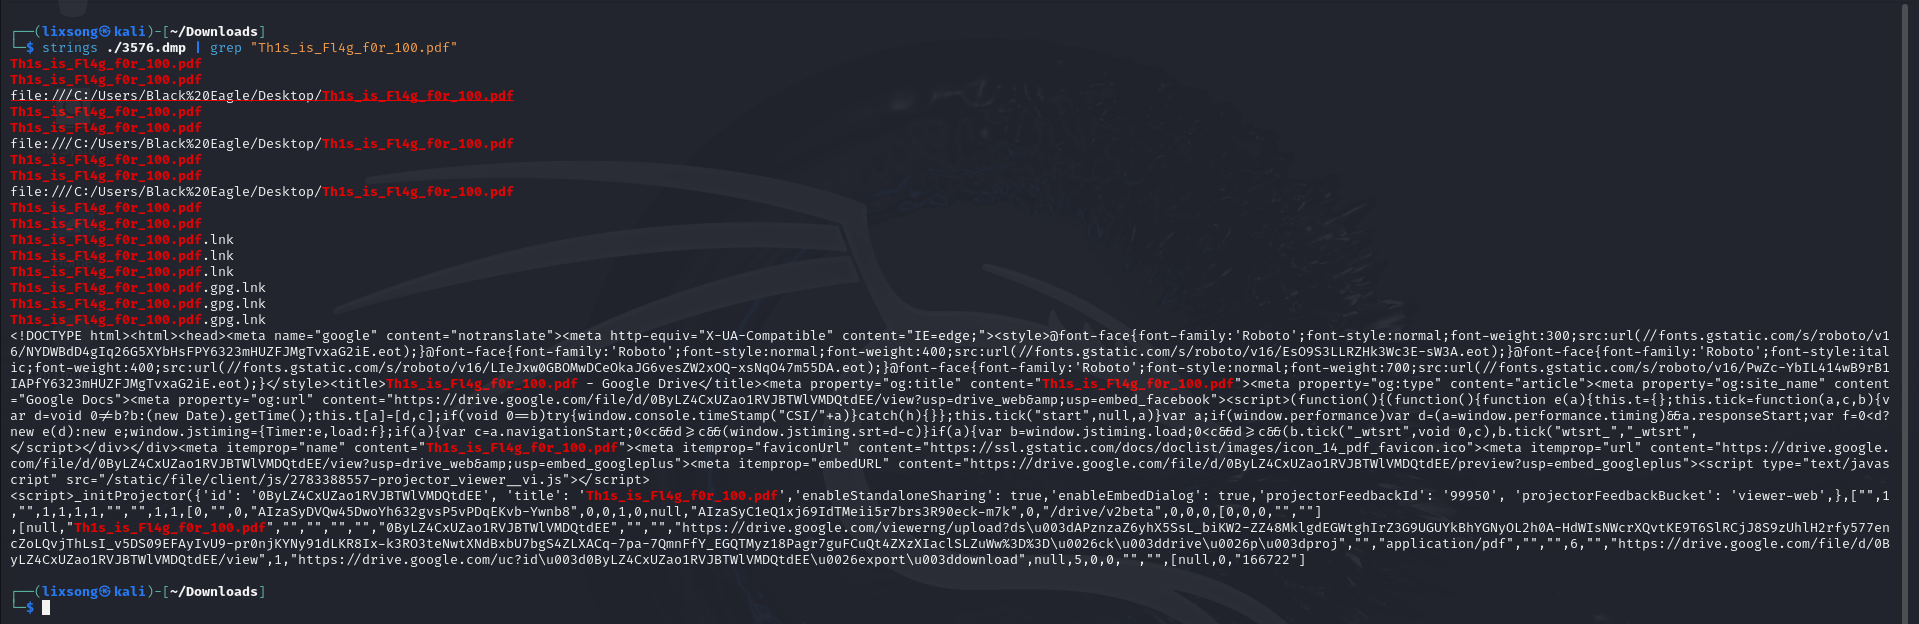 ┌──(lixsong㉿kali)-[~/Downloads]
└─$ strings ./3576.dmp | grep "Th1s_is_Fl4g_f0r_100.pdf"
Th1s_is_Fl4g_f0r_100.pdf
Th1s_is_Fl4g_f0r_100.pdf
file:///C:/Users/Black%20Eagle/Desktop/Th1s_is_Fl4g_f0r_100.pdf
Th1s_is_Fl4g_f0r_100.pdf
Th1s_is_Fl4g_f0r_100.pdf
file:///C:/Users/Black%20Eagle/Desktop/Th1s_is_Fl4g_f0r_100.pdf
Th1s_is_Fl4g_f0r_100.pdf
Th1s_is_Fl4g_f0r_100.pdf
file:///C:/Users/Black%20Eagle/Desktop/Th1s_is_Fl4g_f0r_100.pdf
Th1s_is_Fl4g_f0r_100.pdf
Th1s_is_Fl4g_f0r_100.pdf
Th1s_is_Fl4g_f0r_100.pdf.lnk
Th1s_is_Fl4g_f0r_100.pdf.lnk
Th1s_is_Fl4g_f0r_100.pdf.lnk
Th1s_is_Fl4g_f0r_100.pdf.gpg.lnk
Th1s_is_Fl4g_f0r_100.pdf.gpg.lnk
Th1s_is_Fl4g_f0r_100.pdf.gpg.lnk
<!DOCTYPE html><html><head><meta name="google" content="notranslate"><meta http-equiv="X-UA-Compatible" content="IE=edge;"><style>@font-face{font-family:'Roboto';font-style:normal;font-weight:300;src:url(//fonts.gstatic.com/s/roboto/v1
6/NYDWBdD4gIq26G5XYbHsFPY6323mHUZFJMgTvxaG2iE.eot);}@font-face{font-family:'Roboto';font-style:normal;font-weight:400;src:url(//fonts.gstatic.com/s/roboto/v16/EsO9S3LLRZHk3Wc3E-sW3A.eot);}@font-face{font-family:'Roboto';font-style:ital
ic;font-weight:400;src:url(//fonts.gstatic.com/s/roboto/v16/LIeJxw0GBOMwDCeOkaJG6vesZW2xOQ-xsNqO47m55DA.eot);}@font-face{font-family:'Roboto';font-style:normal;font-weight:700;src:url(//fonts.gstatic.com/s/roboto/v16/PwZc-YbIL414wB9rB1
IAPfY6323mHUZFJMgTvxaG2iE.eot);}</style><title>Th1s_is_Fl4g_f0r_100.pdf - Google Drive</title><meta property="og:title" content="Th1s_is_Fl4g_f0r_100.pdf"><meta property="og:type" content="article"><meta property="og:site_name" content
="Google Docs"><meta property="og:url" content="https://drive.google.com/file/d/0ByLZ4CxUZao1RVJBTWlVMDQtdEE/view?usp=drive_web&amp;usp=embed_facebook"><script>(function(){(function(){function e(a){this.t={};this.tick=function(a,c,b){v
ar d=void 0!=b?b:(new Date).getTime();this.t[a]=[d,c];if(void 0==b)try{window.console.timeStamp("CSI/"+a)}catch(h){}};this.tick("start",null,a)}var a;if(window.performance)var d=(a=window.performance.timing)&&a.responseStart;var f=0<d?
new e(d):new e;window.jstiming={Timer:e,load:f};if(a){var c=a.navigationStart;0<c&&d>=c&&(window.jstiming.srt=d-c)}if(a){var b=window.jstiming.load;0<c&&d>=c&&(b.tick("_wtsrt",void 0,c),b.tick("wtsrt_","_wtsrt",
</script></div></div><meta itemprop="name" content="Th1s_is_Fl4g_f0r_100.pdf"><meta itemprop="faviconUrl" content="https://ssl.gstatic.com/docs/doclist/images/icon_14_pdf_favicon.ico"><meta itemprop="url" content="https://drive.google.
com/file/d/0ByLZ4CxUZao1RVJBTWlVMDQtdEE/view?usp=drive_web&amp;usp=embed_googleplus"><meta itemprop="embedURL" content="https://drive.google.com/file/d/0ByLZ4CxUZao1RVJBTWlVMDQtdEE/preview?usp=embed_googleplus"><script type="text/javas
cript" src="/static/file/client/js/2783388557-projector_viewer__vi.js"></script>
<script>_initProjector({'id': '0ByLZ4CxUZao1RVJBTWlVMDQtdEE', 'title': 'Th1s_is_Fl4g_f0r_100.pdf','enableStandaloneSharing': true,'enableEmbedDialog': true,'projectorFeedbackId': '99950', 'projectorFeedbackBucket': 'viewer-web',},["",1
,"",1,1,1,1,"","",1,1,[0,"",0,"AIzaSyDVQw45DwoYh632gvsP5vPDqEKvb-Ywnb8",0,0,1,0,null,"AIzaSyC1eQ1xj69IdTMeii5r7brs3R90eck-m7k",0,"/drive/v2beta",0,0,0,[0,0,0,"",""]
,[null,"Th1s_is_Fl4g_f0r_100.pdf","","","","","0ByLZ4CxUZao1RVJBTWlVMDQtdEE","","","https://drive.google.com/viewerng/upload?ds\u003dAPznzaZ6yhX5SsL_biKW2-ZZ48MklgdEGWtghIrZ3G9UGUYkBhYGNyOL2h0A-HdWIsNWcrXQvtKE9T6SlRCjJ8S9zUhlH2rfy577en
cZoLQvjThLsI_v5DS09EFAyIvU9-pr0njKYNy91dLKR8Ix-k3RO3teNwtXNdBxbU7bgS4ZLXACq-7pa-7QmnFfY_EGQTMyz18Pagr7guFCuQt4ZXzXIaclSLZuWw%3D%3D\u0026ck\u003ddrive\u0026p\u003dproj","","application/pdf","","",6,"","https://drive.google.com/file/d/0B
yLZ4CxUZao1RVJBTWlVMDQtdEE/view",1,"https://drive.google.com/uc?id\u003d0ByLZ4CxUZao1RVJBTWlVMDQtdEE\u0026export\u003ddownload",null,5,0,0,"","",[null,0,"166722"]
┌──(lixsong㉿kali)-[~/Downloads]
└─$